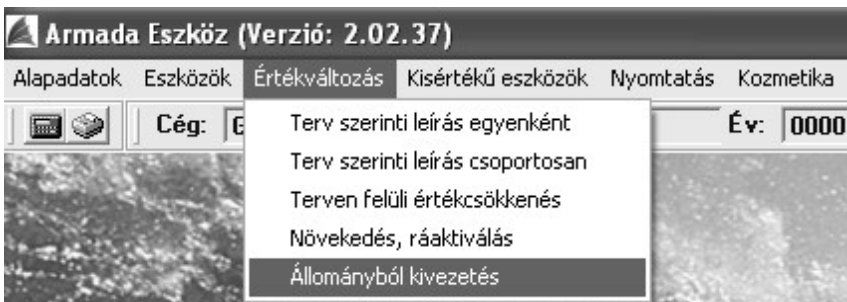 Armada Eszköz (Verzió: 2.02.37)
Alapadatok Eszközök Értékváltozás Kisértékű eszközök Nyomtatás Kozmetika
Cég: Év: 0000
Terv szerinti leírás egyenként
Terv szerinti leírás csoportosan
Terven felüli értékcsökkenés
Növekedés, ráaktiválás
Állományból kivezetés